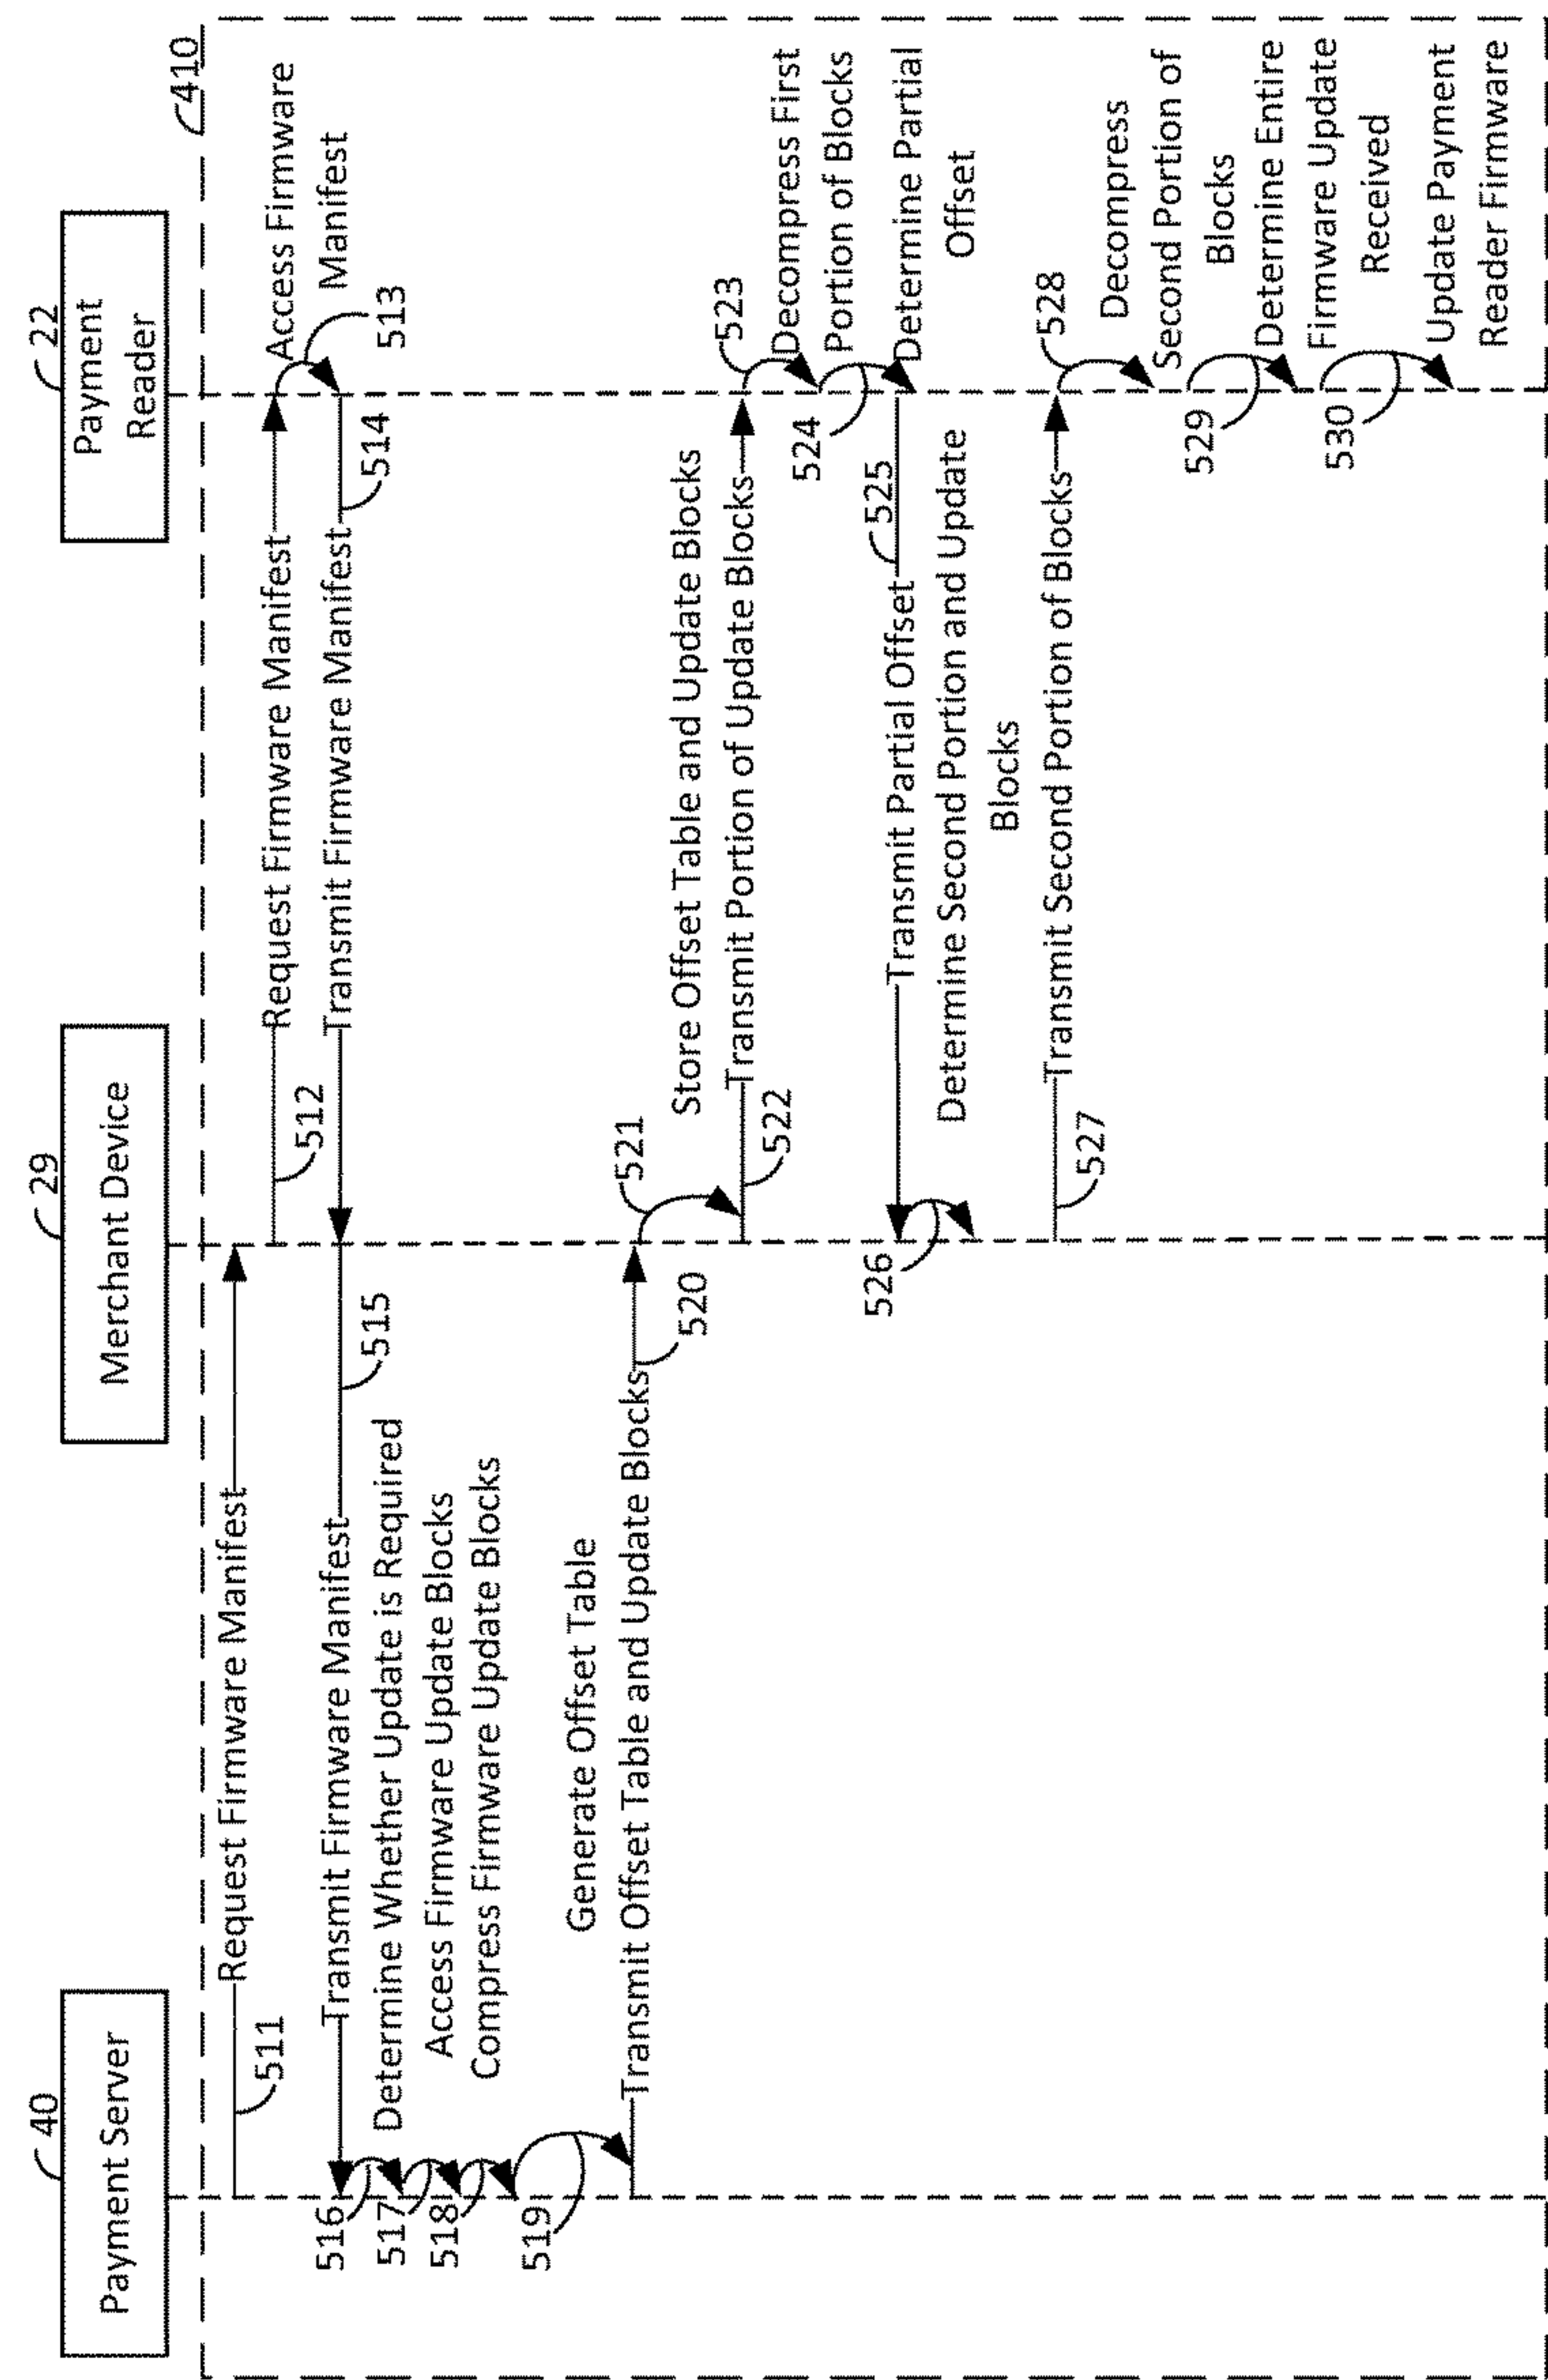 40
Payment Server
29
Merchant Device
22
Payment
Reader
410
Request Firmware Manifest
511
Request Firmware Manifest
512
Access Firmware
Manifest
513
Transmit Firmware Manifest
514
Transmit Firmware Manifest
515
516
Determine Whether Update is Required
517
Access Firmware Update Blocks
518
Compress Firmware Update Blocks
519
Generate Offset Table
Transmit Offset Table and Update Blocks
520
521
Store Offset Table and Update Blocks
Transmit Portion of Update Blocks
522
523
Decompress First
Portion of Blocks
524
Determine Partial
Offset
525
Transmit Partial Offset
526
Determine Second Portion and Update
Blocks
Transmit Second Portion of Blocks
527
528
Decompress
Second Portion of
Blocks
529
Determine Entire
Firmware Update
Received
530
Update Payment
Reader Firmware